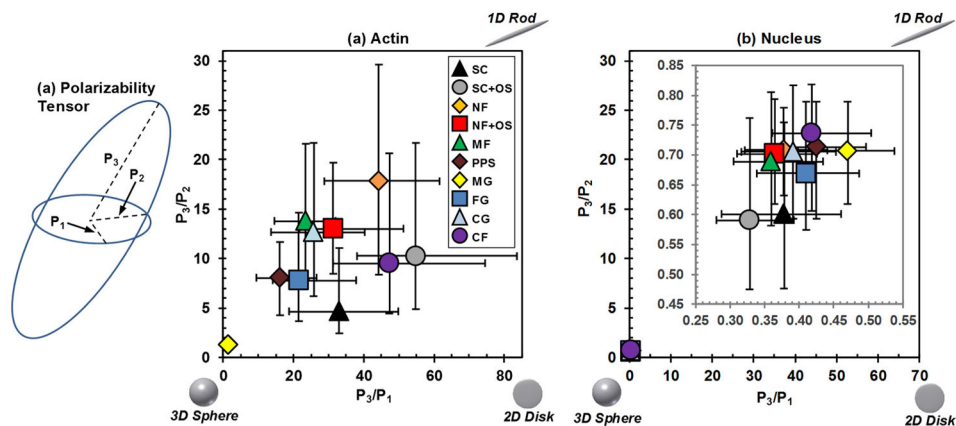 (a) Polarizability
Tensor
P₃
P₂
P₁
(a) Actin
1D Rod
P₃/P₂
30
25
20
15
10
5
0
SC
SC+OS
NF
NF+OS
MF
PPS
MG
FG
CG
CF
0
20
40
60
80
P₃/P₁
3D Sphere
2D Disk
(b) Nucleus
1D Rod
P₃/P₂
30
25
20
15
10
5
0
0.85
0.80
0.75
0.70
0.65
0.60
0.55
0.50
0.45
0.25
0.30
0.35
0.40
0.45
0.50
0.55
0
10
20
30
40
50
60
70
P₃/P₁
3D Sphere
2D Disk